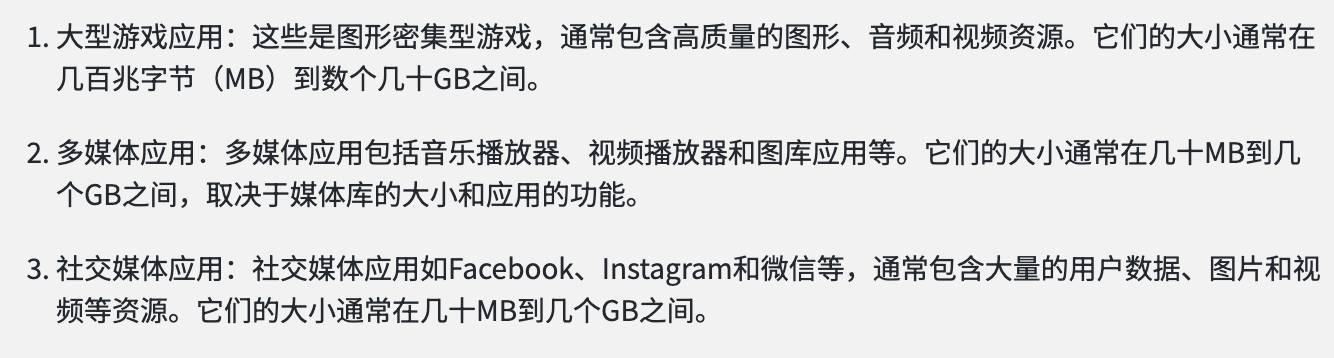 1. 大型游戏应用：这些是图形密集型游戏，通常包含高质量的图形、音频和视频资源。它们的大小通常在
几百兆字节（MB）到数个几十GB之间。
2. 多媒体应用：多媒体应用包括音乐播放器、视频播放器和图库应用等。它们的大小通常在几十MB到几
个GB之间，取决于媒体库的大小和应用的功能。
3. 社交媒体应用：社交媒体应用如Facebook、Instagram和微信等，通常包含大量的用户数据、图片和视
频等资源。它们的大小通常在几十MB到几个GB之间。